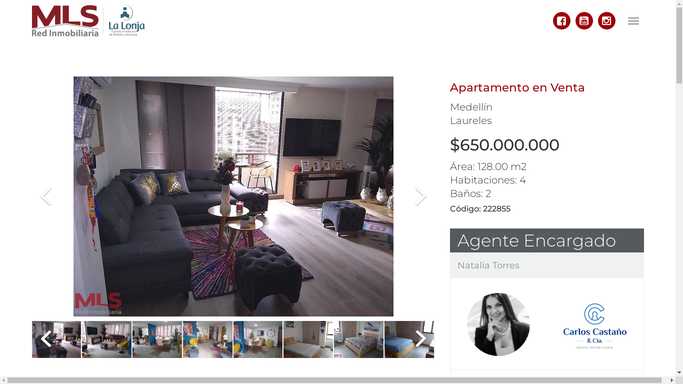 MLS
Red Inmobiliaria
La Lonja
Apartamento en Venta
Medellín
Laureles
$650.000.000
Área: 128.00 m2
Habitaciones: 4
Baños: 2
Código: 222855
MLS
Agente Encargado
Natalia Torres
Carlos Castaño
& Cía.